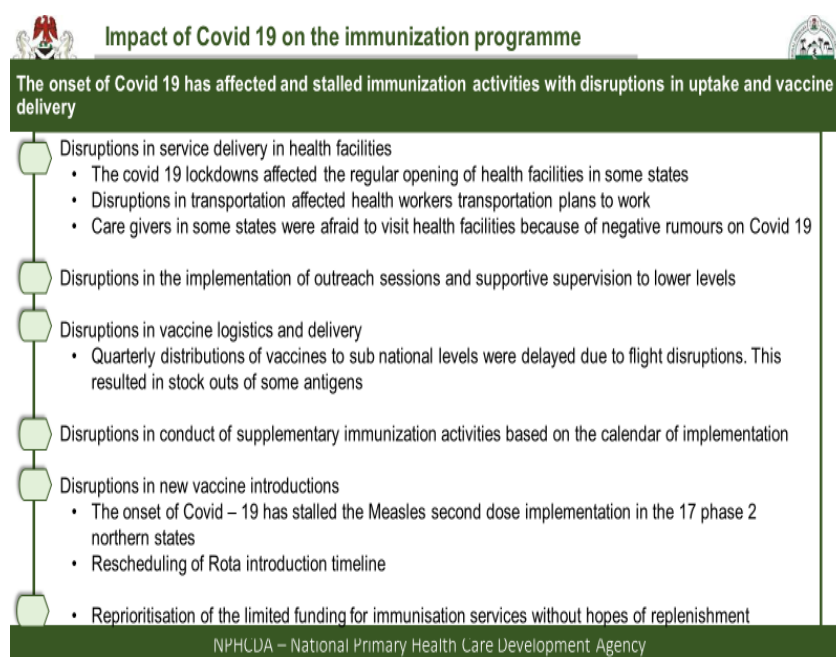 Impact of Covid 19 on the immunization programme
The onset of Covid 19 has affected and stalled immunization activities with disruptions in uptake and vaccine
delivery
Disruptions in service delivery in health facilities
• The covid 19 lockdowns affected the regular opening of health facilities in some states
• Disruptions in transportation affected health workers transportation plans to work
• Care givers in some states were afraid to visit health facilities because of negative rumours on Covid 19
Disruptions in the implementation of outreach sessions and supportive supervision to lower levels
Disruptions in vaccine logistics and delivery
• Quarterly distributions of vaccines to sub national levels were delayed due to flight disruptions. This
resulted in stock outs of some antigens
Disruptions in conduct of supplementary immunization activities based on the calendar of implementation
Disruptions in new vaccine introductions
• The onset of Covid – 19 has stalled the Measles second dose implementation in the 17 phase 2
northern states
• Rescheduling of Rota introduction timeline
• Reprioritisation of the limited funding for immunisation services without hopes of replenishment
NPHCDA – National Primary Health Care Development Agency